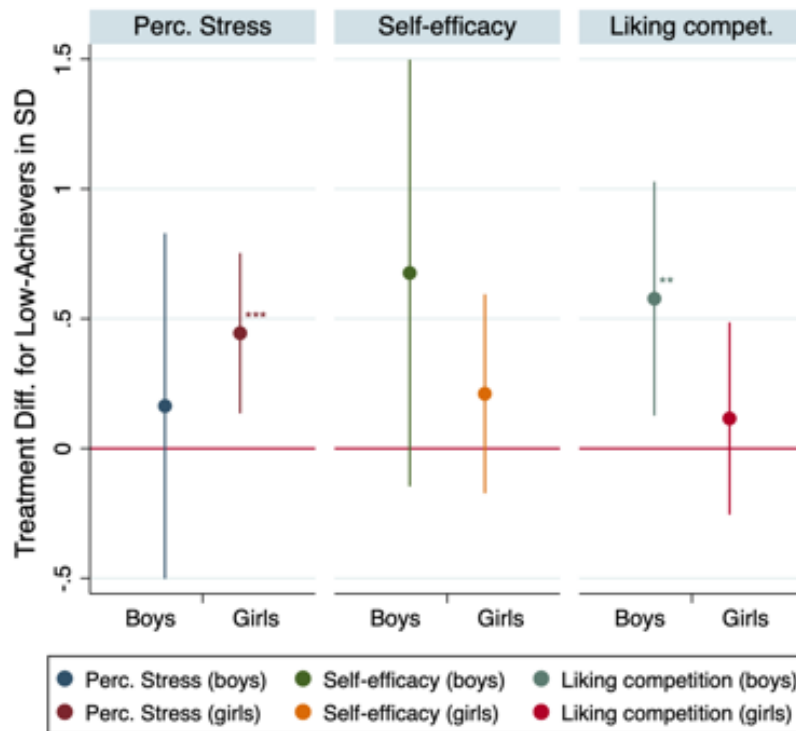 Perc. Stress Self-efficacy Liking compet.
Treatment Diff. for Low-Achievers in SD
1.5
1
.5
0
-.5
***
**
Boys Girls Boys Girls Boys Girls
Perc. Stress (boys) Self-efficacy (boys) Liking competition (boys)
Perc. Stress (girls) Self-efficacy (girls) Liking competition (girls)